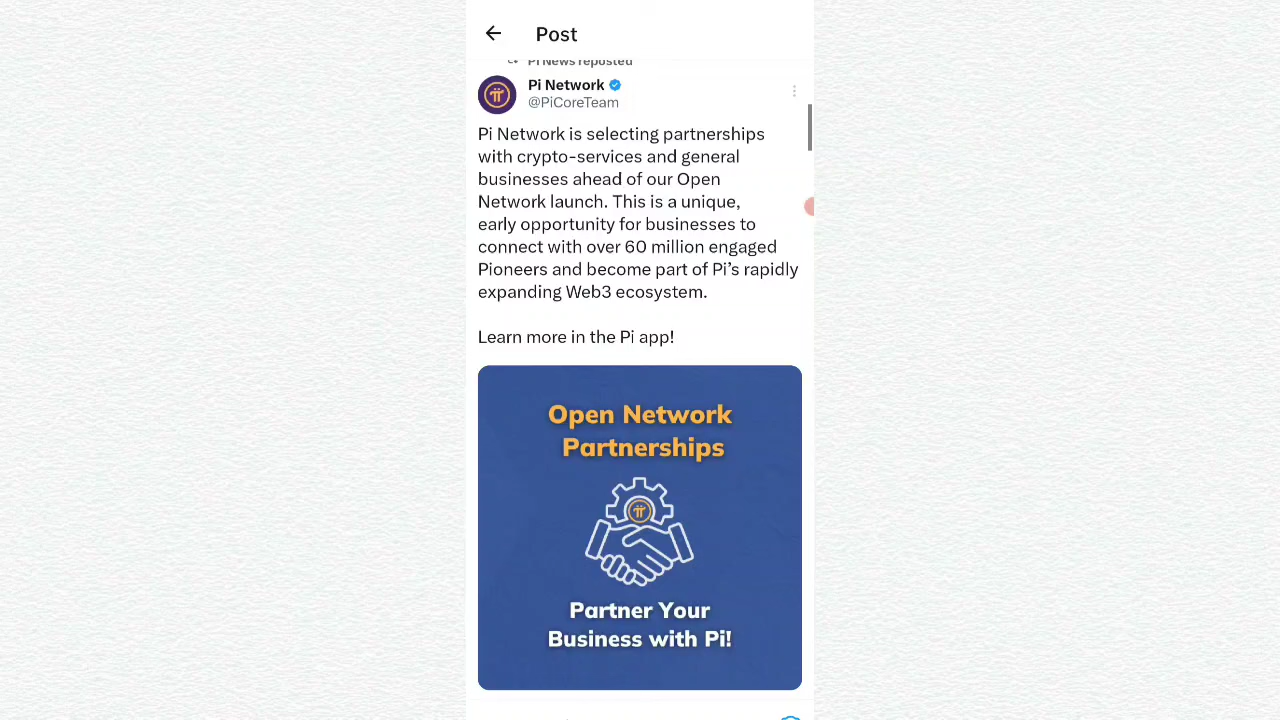 Post
Pi News reposted
Pi Network
@PiCoreTeam
Pi Network is selecting partnerships
with crypto-services and general
businesses ahead of our Open
Network launch. This is a unique,
early opportunity for businesses to
connect with over 60 million engaged
Pioneers and become part of Pi’s rapidly
expanding Web3 ecosystem.
Learn more in the Pi app!
Open Network
Partnerships
Partner Your
Business with Pi!